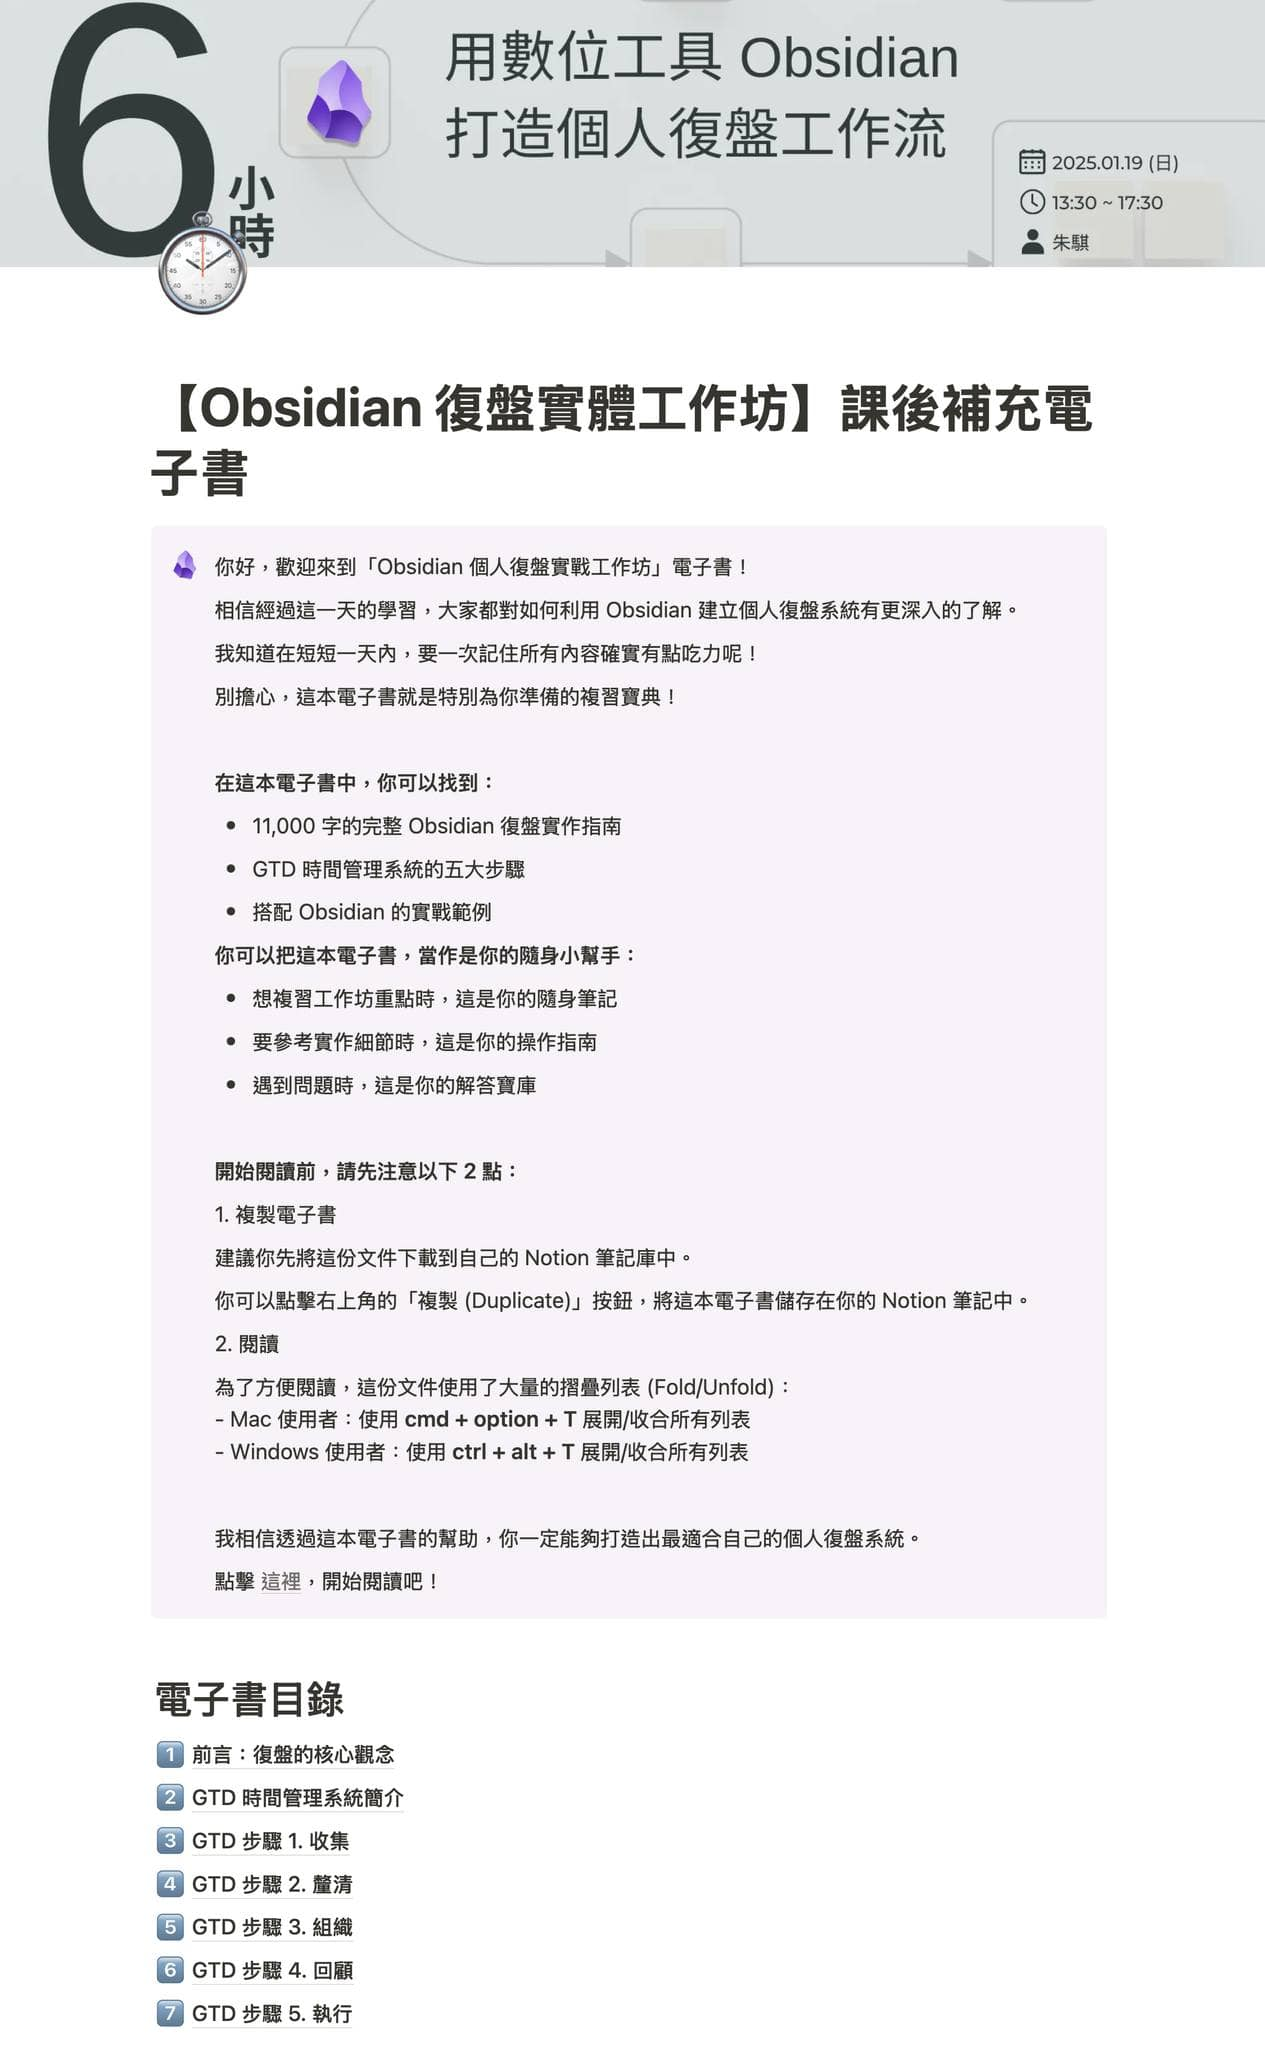 6
小時
用數位工具 Obsidian
打造個人復盤工作流
2025.01.19 (日)
13:30 ~ 17:30
朱騏
【Obsidian 復盤實體工作坊】課後補充電
子書
你好，歡迎來到「Obsidian 個人復盤實戰工作坊」電子書！
相信經過這一天的學習，大家都對如何利用 Obsidian 建立個人復盤系統有更深入的了解。
我知道在短短一天內，要一次記住所有內容確實有點吃力呢！
別擔心，這本電子書就是特別為你準備的複習寶典！
在這本電子書中，你可以找到：
• 11,000 字的完整 Obsidian 復盤實作指南
• GTD 時間管理系統的五大步驟
• 搭配 Obsidian 的實戰範例
你可以把這本電子書，當作是你的隨身小幫手：
• 想複習工作坊重點時，這是你的隨身筆記
• 要參考實作細節時，這是你的操作指南
• 遇到問題時，這是你的解答寶庫
開始閱讀前，請先注意以下 2 點：
1. 複製電子書
建議你先將這份文件下載到自己的 Notion 筆記庫中。
你可以點擊右上角的「複製 (Duplicate)」按鈕，將這本電子書儲存在你的 Notion 筆記中。
2. 閱讀
為了方便閱讀，這份文件使用了大量的摺疊列表 (Fold/Unfold)：
- Mac 使用者：使用 cmd + option + T 展開/收合所有列表
- Windows 使用者：使用 ctrl + alt + T 展開/收合所有列表
我相信透過這本電子書的幫助，你一定能夠打造出最適合自己的個人復盤系統。
點擊 這裡，開始閱讀吧！
電子書目錄
1 前言：復盤的核心觀念
2 GTD 時間管理系統簡介
3 GTD 步驟 1. 收集
4 GTD 步驟 2. 釐清
5 GTD 步驟 3. 組織
6 GTD 步驟 4. 回顧
7 GTD 步驟 5. 執行